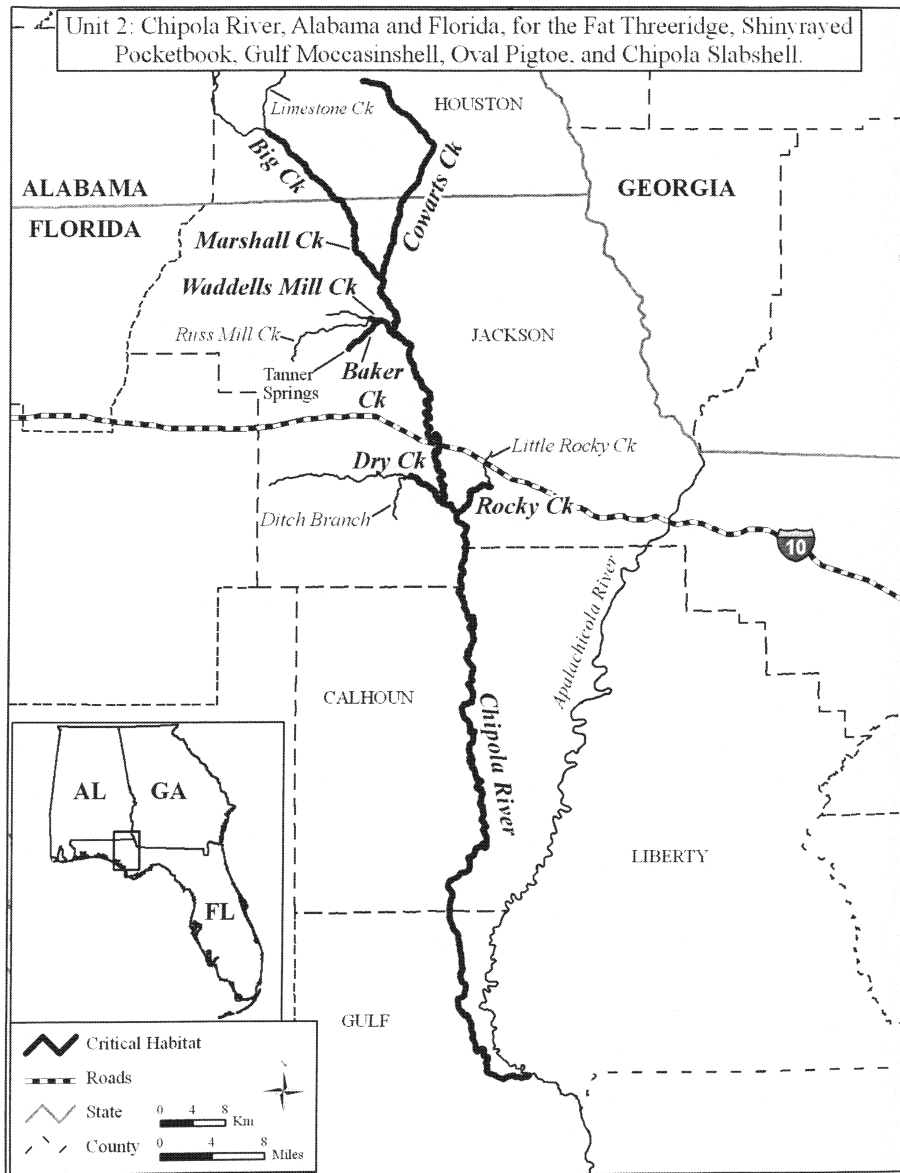 Unit 2: Chipola River, Alabama and Florida, for the Fat Threeridge, Shinyrayed
Pocketbook, Gulf Moccasinshell, Oval Pigtoe, and Chipola Slabshell.
HOUSTON
Limestone Ck
Big Ck
Cowarts Ck
ALABAMA
GEORGIA
FLORIDA
Marshall Ck
Waddells Mill Ck
Russ Mill Ck
JACKSON
Tanner
Springs
Baker
Ck
Little Rocky Ck
Dry Ck
Rocky Ck
Ditch Branch
10
Apalachicola River
CALHOUN
Chipola River
AL
GA
LIBERTY
FL
GULF
Critical Habitat
Roads
N
State
0 4 8
Km
County
0 4 8
Miles